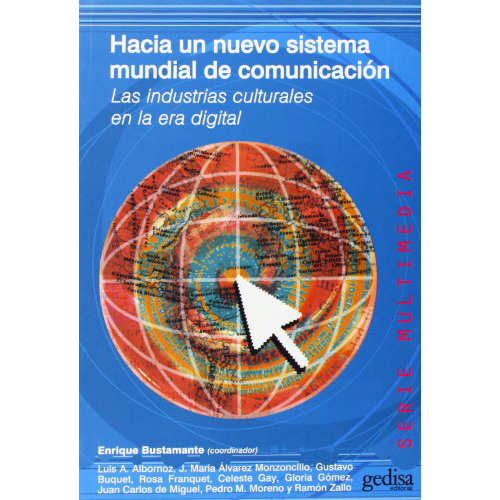 Hacia un nuevo sistema
mundial de comunicación
Las industrias culturales
en la era digital
SERIE MULTIMEDIA
Enrique Bustamante (coordinador)
Luis A. Albornoz, J. María Álvarez Monzoncillo, Gustavo
Buquet, Rosa Franquet, Celeste Gay, Gloria Gómez,
Juan Carlos de Miguel, Pedro M. Moreno y Ramón Zallo
gedisa
editorial